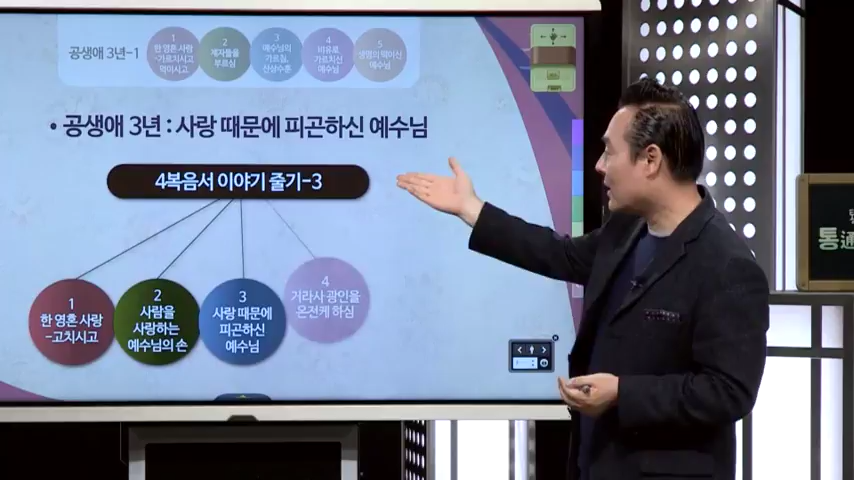 공생애 3년-1
1
한 영혼 사랑
-가르치시고
먹이시고
2
제자들을
부르심
3
예수님의
가르침,
산상수훈
4
비유로
가르치신
예수님
5
생명의 떡이신
예수님
• 공생애 3년 : 사랑 때문에 피곤하신 예수님
4복음서 이야기 줄기-3
1
한 영혼 사랑
-고치시고
2
사람을
사랑하는
예수님의 손
3
사랑 때문에
피곤하신
예수님
4
거라사 광인을
온전케 하심
통通